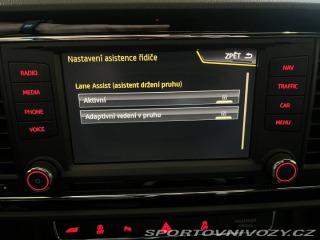 Nastavení asistence řidiče
ZPĚT
RADIO
MEDIA
PHONE
VOICE
Lane Assist (asistent držení pruhu)
Aktivní
Adaptivní vedení v pruhu
NAV
TRAFFIC
CAR
MENU
SPORTOVNIVOZY.CZ